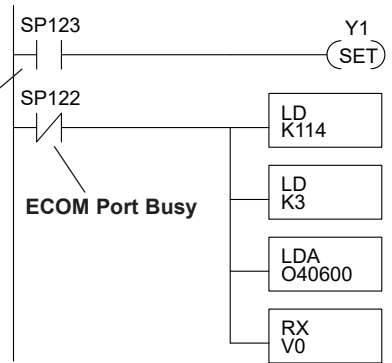 SP123
Y1
SET
SP122
LD
K114
ECOM Port Busy
LD
K3
LDA
O40600
RX
V0